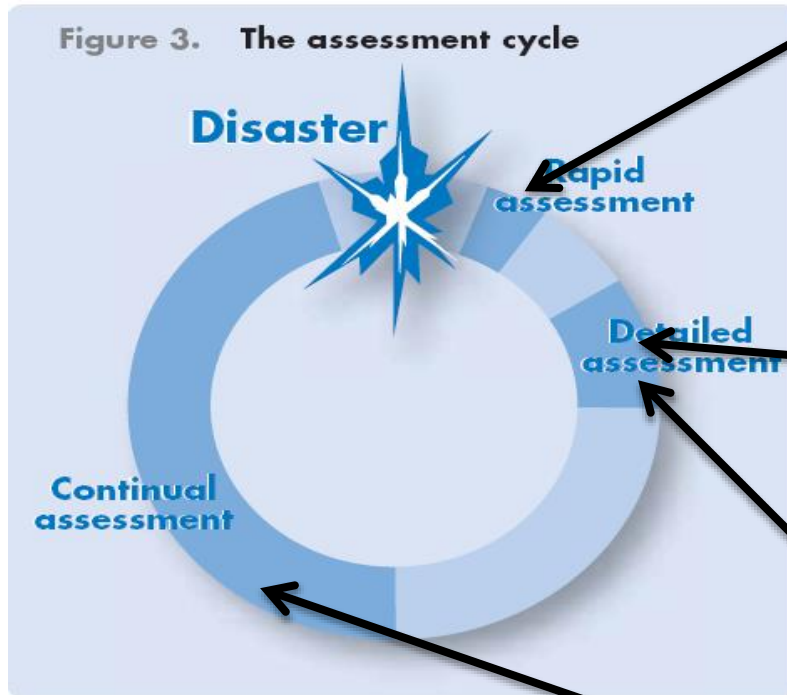 Figure 3. The assessment cycle
Disaster
Rapid
assessment
Detailed
assessment
Continual
assessment